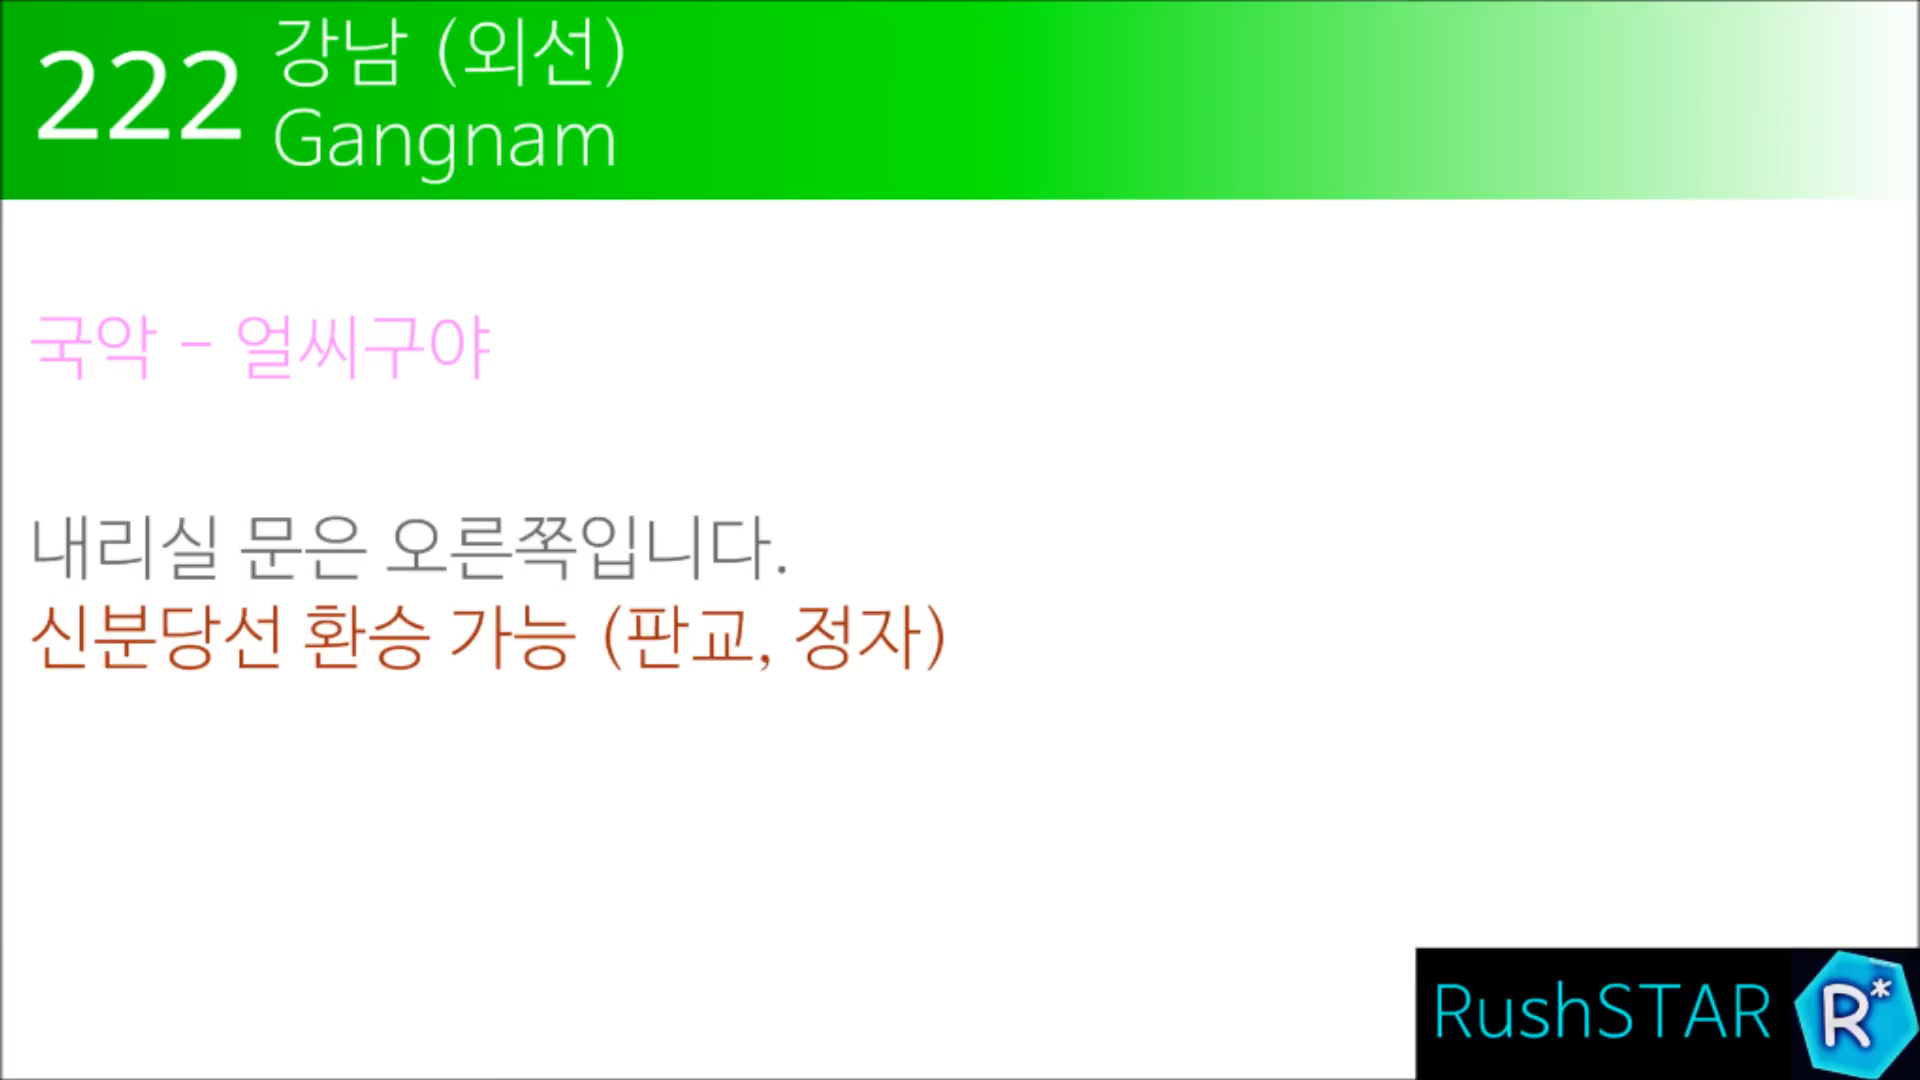 222
강남 (외선)
Gangnam
국악 - 얼씨구야
내리실 문은 오른쪽입니다.
신분당선 환승 가능 (판교, 정자)
RushSTAR R*